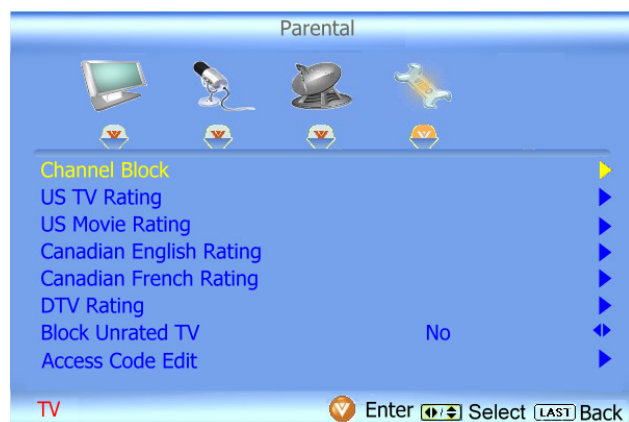 Parental
Channel Block
US TV Rating
US Movie Rating
Canadian English Rating
Canadian French Rating
DTV Rating
Block Unrated TV No
Access Code Edit
TV Enter Select LAST Back